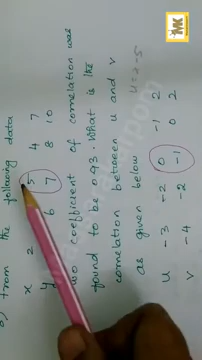 From the following data
x 2 5 4 7
y 6 7 8 10
coefficient of correlation was
found to be 0.93. What is the
correlation between u and v
as given below u=x-5
u -3 -2 0 -1 2
v -4 -2 -1 0 2
MK